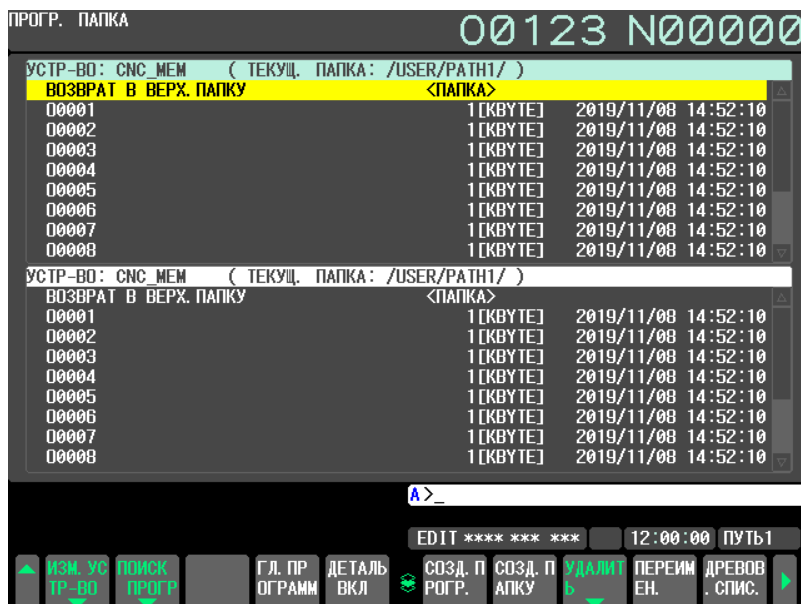 ПРОГР. ПАПКА
O0123 N00000
УСТР-ВО: CNC_MEM ( ТЕКУЩ. ПАПКА: /USER/PATH1/ )
ВОЗВРАТ В ВЕРХ.ПАПКУ <ПАПКА>
O0001 1[KBYTE] 2019/11/08 14:52:10
O0002 1[KBYTE] 2019/11/08 14:52:10
O0003 1[KBYTE] 2019/11/08 14:52:10
O0004 1[KBYTE] 2019/11/08 14:52:10
O0005 1[KBYTE] 2019/11/08 14:52:10
O0006 1[KBYTE] 2019/11/08 14:52:10
O0007 1[KBYTE] 2019/11/08 14:52:10
O0008 1[KBYTE] 2019/11/08 14:52:10
УСТР-ВО: CNC_MEM ( ТЕКУЩ. ПАПКА: /USER/PATH1/ )
ВОЗВРАТ В ВЕРХ.ПАПКУ <ПАПКА>
O0001 1[KBYTE] 2019/11/08 14:52:10
O0002 1[KBYTE] 2019/11/08 14:52:10
O0003 1[KBYTE] 2019/11/08 14:52:10
O0004 1[KBYTE] 2019/11/08 14:52:10
O0005 1[KBYTE] 2019/11/08 14:52:10
O0006 1[KBYTE] 2019/11/08 14:52:10
O0007 1[KBYTE] 2019/11/08 14:52:10
O0008 1[KBYTE] 2019/11/08 14:52:10
A >_
EDIT **** *** *** 12:00:00 ПУТЬ1
ИЗМ. УС ПОИСК ГЛ. ПР ДЕТАЛЬ СОЗД. П СОЗД. П УДАЛИТ ПЕРЕИМ ДРЕВОВ
ТР-ВО ПРОГР ОГРАММ ВКЛ РОГР. АПКУ Ь ЕН. . СПИС.